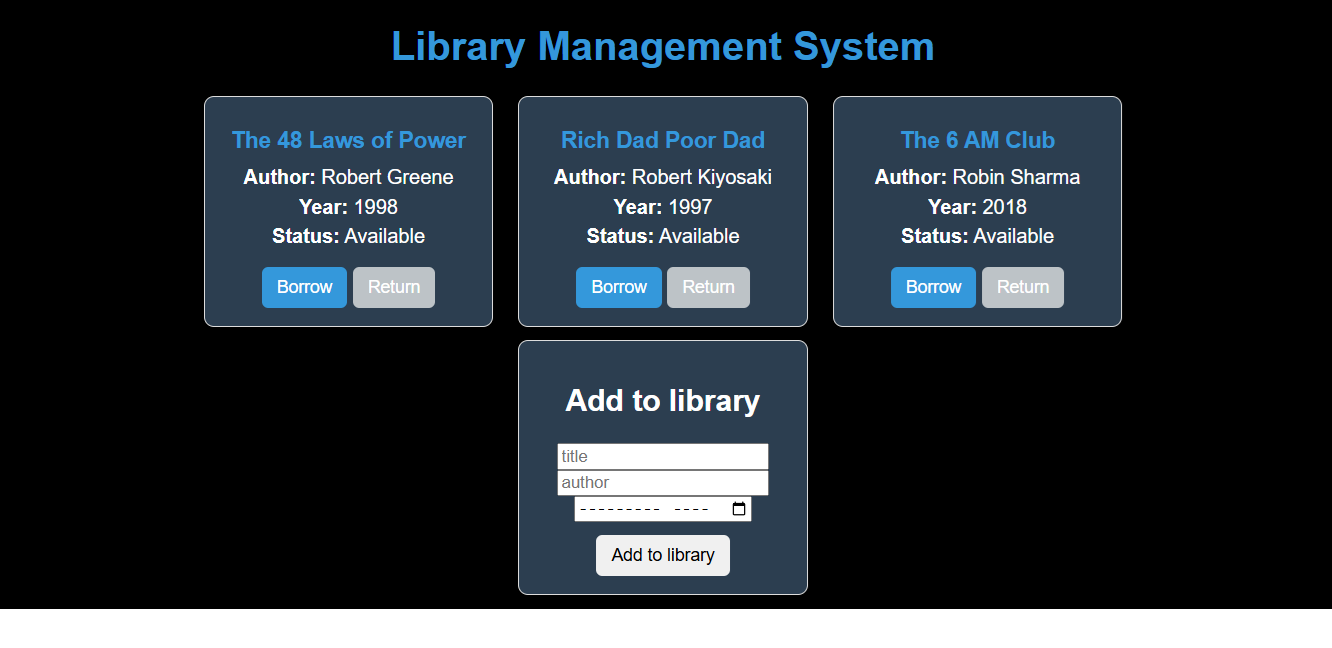 Library Management System
The 48 Laws of Power
Author: Robert Greene
Year: 1998
Status: Available
Borrow Return
Rich Dad Poor Dad
Author: Robert Kiyosaki
Year: 1997
Status: Available
Borrow Return
The 6 AM Club
Author: Robin Sharma
Year: 2018
Status: Available
Borrow Return
Add to library
title
author
--------- ----
Add to library